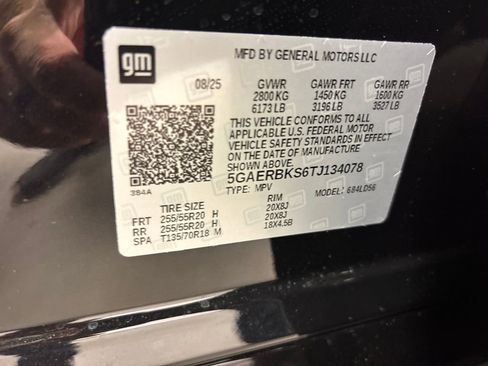 gm
MFD BY GENERAL MOTORS LLC
08/25 GVWR GAWR FRT GAWR RR
2800 KG 1450 KG 1600 KG
6173 LB 3196 LB 3527 LB
THIS VEHICLE CONFORMS TO ALL
APPLICABLE U.S. FEDERAL MOTOR
VEHICLE SAFETY STANDARDS IN EFFECT
ON THE DATE OF MANUFACTURE
SHOWN ABOVE.
5GAERBKS6TJ134078
TYPE: MPV MODEL: 684LD56
384A
TIRE SIZE RIM
FRT 255/55R20 H 20X8J
RR 255/55R20 H 20X8J
SPA T135/70R18 M 18X4.5B